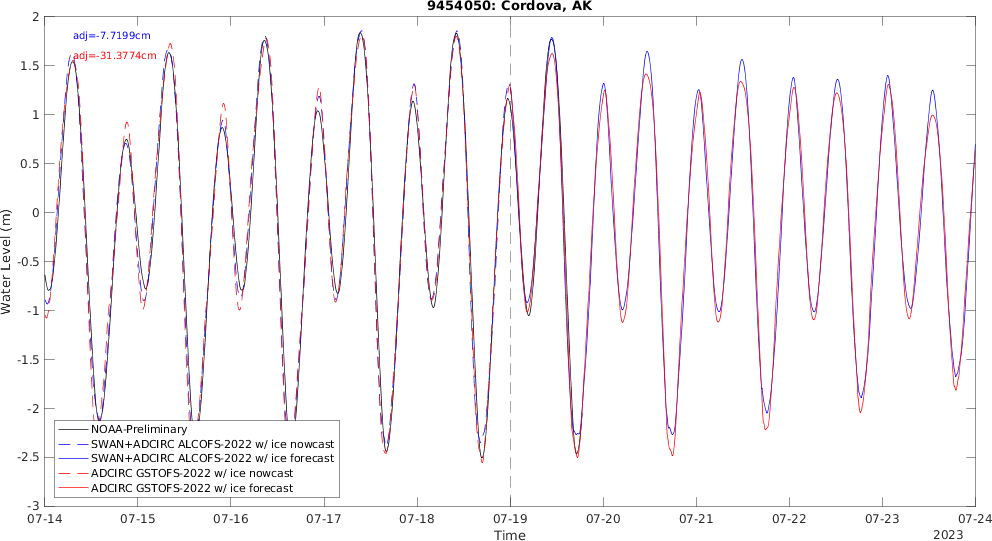 9454050: Cordova, AK
adj=-7.7199cm
adj=-31.3774cm
Water Level (m)
2
1.5
1
0.5
0
-0.5
-1
-1.5
-2
-2.5
-3
NOAA-Preliminary
SWAN+ADCIRC ALCOFS-2022 w/ ice nowcast
SWAN+ADCIRC ALCOFS-2022 w/ ice forecast
ADCIRC GSTOFS-2022 w/ ice nowcast
ADCIRC GSTOFS-2022 w/ ice forecast
07-14 07-15 07-16 07-17 07-18 07-19 07-20 07-21 07-22 07-23 07-24
Time
2023